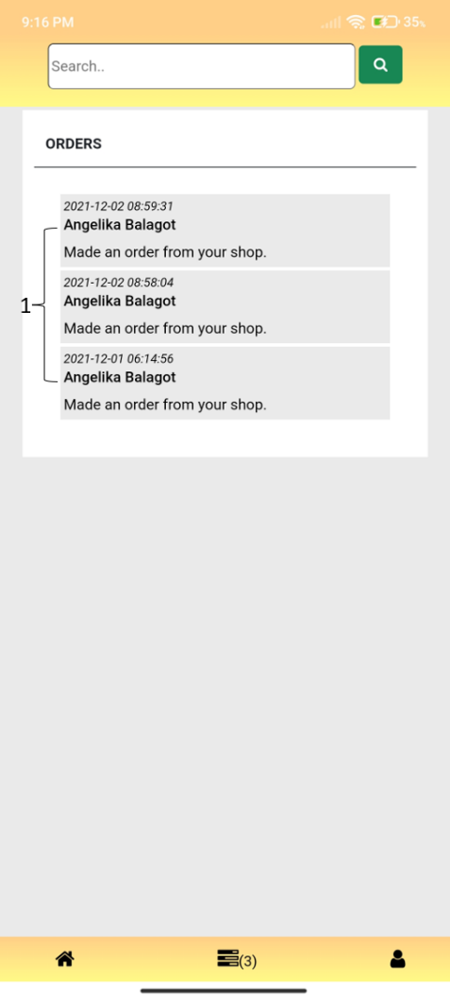 9:16 PM 35%
Search..
ORDERS
2021-12-02 08:59:31
Angelika Balagot
Made an order from your shop.
2021-12-02 08:58:04
Angelika Balagot
1
Made an order from your shop.
2021-12-01 06:14:56
Angelika Balagot
Made an order from your shop.
(3)